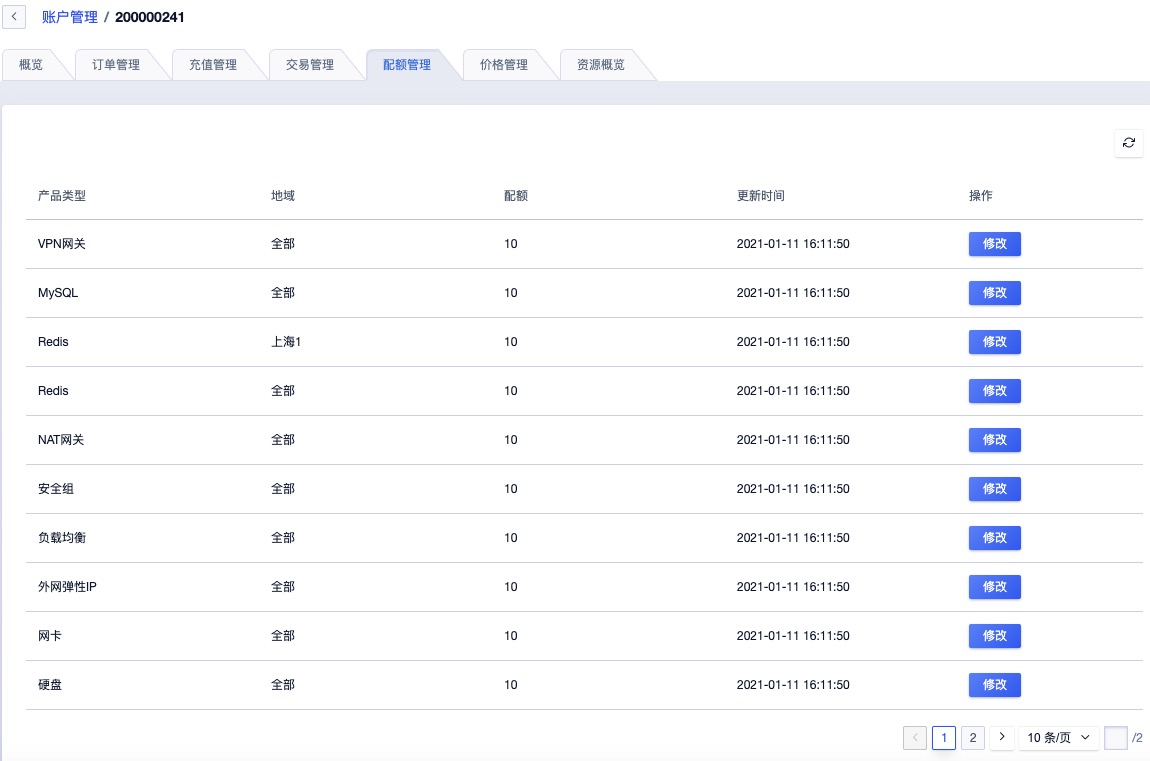 账户管理 / 200000241
概览 订单管理 充值管理 交易管理 配额管理 价格管理 资源概览
产品类型 地域 配额 更新时间 操作
VPN网关 全部 10 2021-01-11 16:11:50 修改
MySQL 全部 10 2021-01-11 16:11:50 修改
Redis 上海1 10 2021-01-11 16:11:50 修改
Redis 全部 10 2021-01-11 16:11:50 修改
NAT网关 全部 10 2021-01-11 16:11:50 修改
安全组 全部 10 2021-01-11 16:11:50 修改
负载均衡 全部 10 2021-01-11 16:11:50 修改
外网弹性IP 全部 10 2021-01-11 16:11:50 修改
网卡 全部 10 2021-01-11 16:11:50 修改
硬盘 全部 10 2021-01-11 16:11:50 修改
1 2 10 条/页 /2